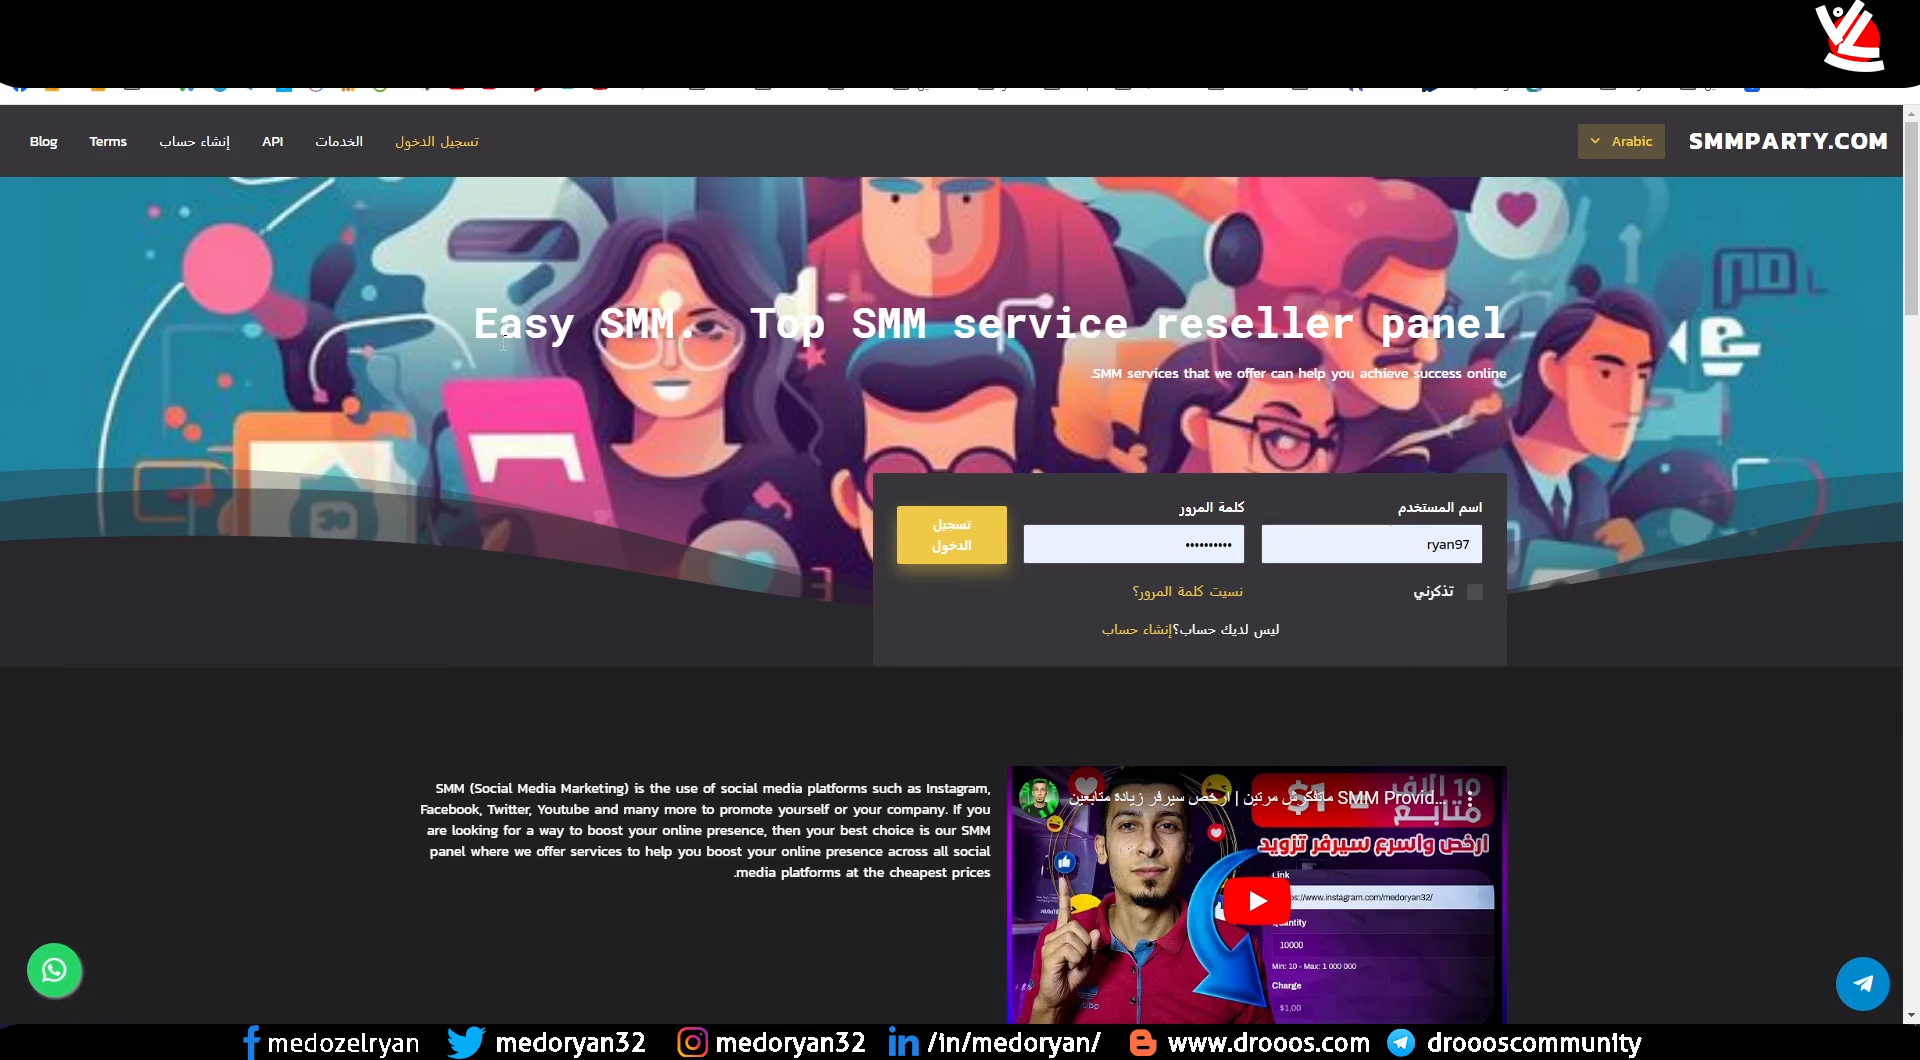 Blog
Terms
إنشاء حساب
API
الخدمات
تسجيل الدخول
Arabic
SMMPARTY.COM
Easy SMM. Top SMM service reseller panel
.SMM services that we offer can help you achieve success online
اسم المستخدم
كلمة المرور
ryan97
تسجيل
الدخول
تذكرني
نسيت كلمة المرور؟
ليس لديك حساب؟إنشاء حساب
SMM (Social Media Marketing) is the use of social media platforms such as Instagram,
Facebook, Twitter, Youtube and many more to promote yourself or your company. If you
are looking for a way to boost your online presence, then your best choice is our SMM
panel where we offer services to help you boost your online presence across all social
.media platforms at the cheapest prices
ماتفكرش مرتين | ارخص سيرفر زيادة متابعين SMM Provid...
10 الاف
متابع
$1
ارخص واسرع سيرفر تزويد
Link
https://www.instagram.com/medoryan32/
Quantity
10000
Min: 10 - Max: 1 000 000
Charge
$1,00
medozelryan
medoryan32
medoryan32
/in/medoryan/
www.drooos.com
droooscommunity